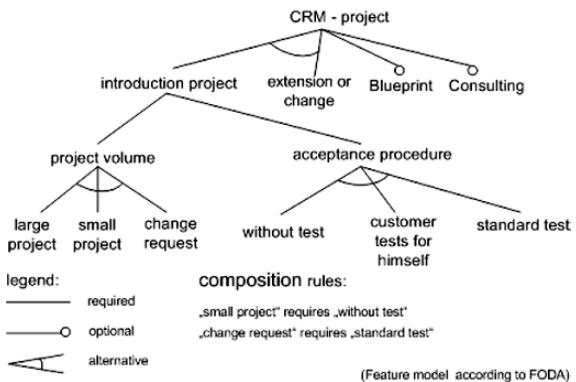 CRM - project
introduction project
extension or
change
Blueprint
Consulting
project volume
acceptance procedure
large
project
small
project
change
request
without test
customer
tests for
himself
standard test
legend:
required
optional
alternative
composition rules:
„small project“ requires „without test“
„change request“ requires „standard test“
(Feature model according to FODA)